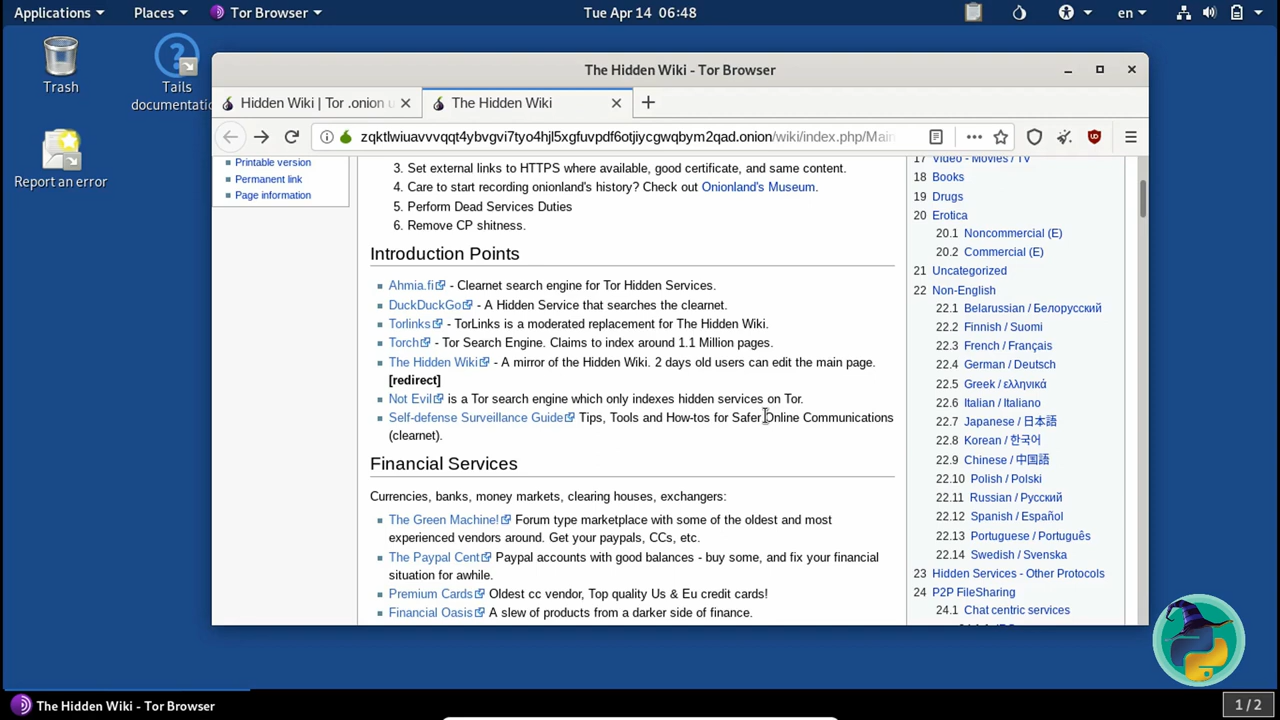 Applications
Places
Tor Browser
Tue Apr 14 06:48
en
Trash
Tails
documentatio
Report an error
The Hidden Wiki - Tor Browser
Hidden Wiki | Tor .onion u
The Hidden Wiki
zqktlwiuavvvqqt4ybvgvi7tyo4hjl5xgfuvpdf6otjiycgwqbym2qad.onion/wiki/index.php/Main
Printable version
Permanent link
Page information
3. Set external links to HTTPS where available, good certificate, and same content.
4. Care to start recording onionland's history? Check out Onionland's Museum.
5. Perform Dead Services Duties
6. Remove CP shitness.
Introduction Points
Ahmia.fi - Clearnet search engine for Tor Hidden Services.
DuckDuckGo - A Hidden Service that searches the clearnet.
Torlinks - TorLinks is a moderated replacement for The Hidden Wiki.
Torch - Tor Search Engine. Claims to index around 1.1 Million pages.
The Hidden Wiki - A mirror of the Hidden Wiki. 2 days old users can edit the main page.
[redirect]
Not Evil is a Tor search engine which only indexes hidden services on Tor.
Self-defense Surveillance Guide Tips, Tools and How-tos for Safer Online Communications
(clearnet).
Financial Services
Currencies, banks, money markets, clearing houses, exchangers:
The Green Machine! Forum type marketplace with some of the oldest and most
experienced vendors around. Get your paypals, CCs, etc.
The Paypal Cent Paypal accounts with good balances - buy some, and fix your financial
situation for awhile.
Premium Cards Oldest cc vendor, Top quality Us & Eu credit cards!
Financial Oasis A slew of products from a darker side of finance.
17 Video - Movies / TV
18 Books
19 Drugs
20 Erotica
20.1 Noncommercial (E)
20.2 Commercial (E)
21 Uncategorized
22 Non-English
22.1 Belarussian / Белорусский
22.2 Finnish / Suomi
22.3 French / Français
22.4 German / Deutsch
22.5 Greek / ελληνικά
22.6 Italian / Italiano
22.7 Japanese / 日本語
22.8 Korean / 한국어
22.9 Chinese / 中国語
22.10 Polish / Polski
22.11 Russian / Русский
22.12 Spanish / Español
22.13 Portuguese / Português
22.14 Swedish / Svenska
23 Hidden Services - Other Protocols
24 P2P FileSharing
24.1 Chat centric services
The Hidden Wiki - Tor Browser
1 / 2